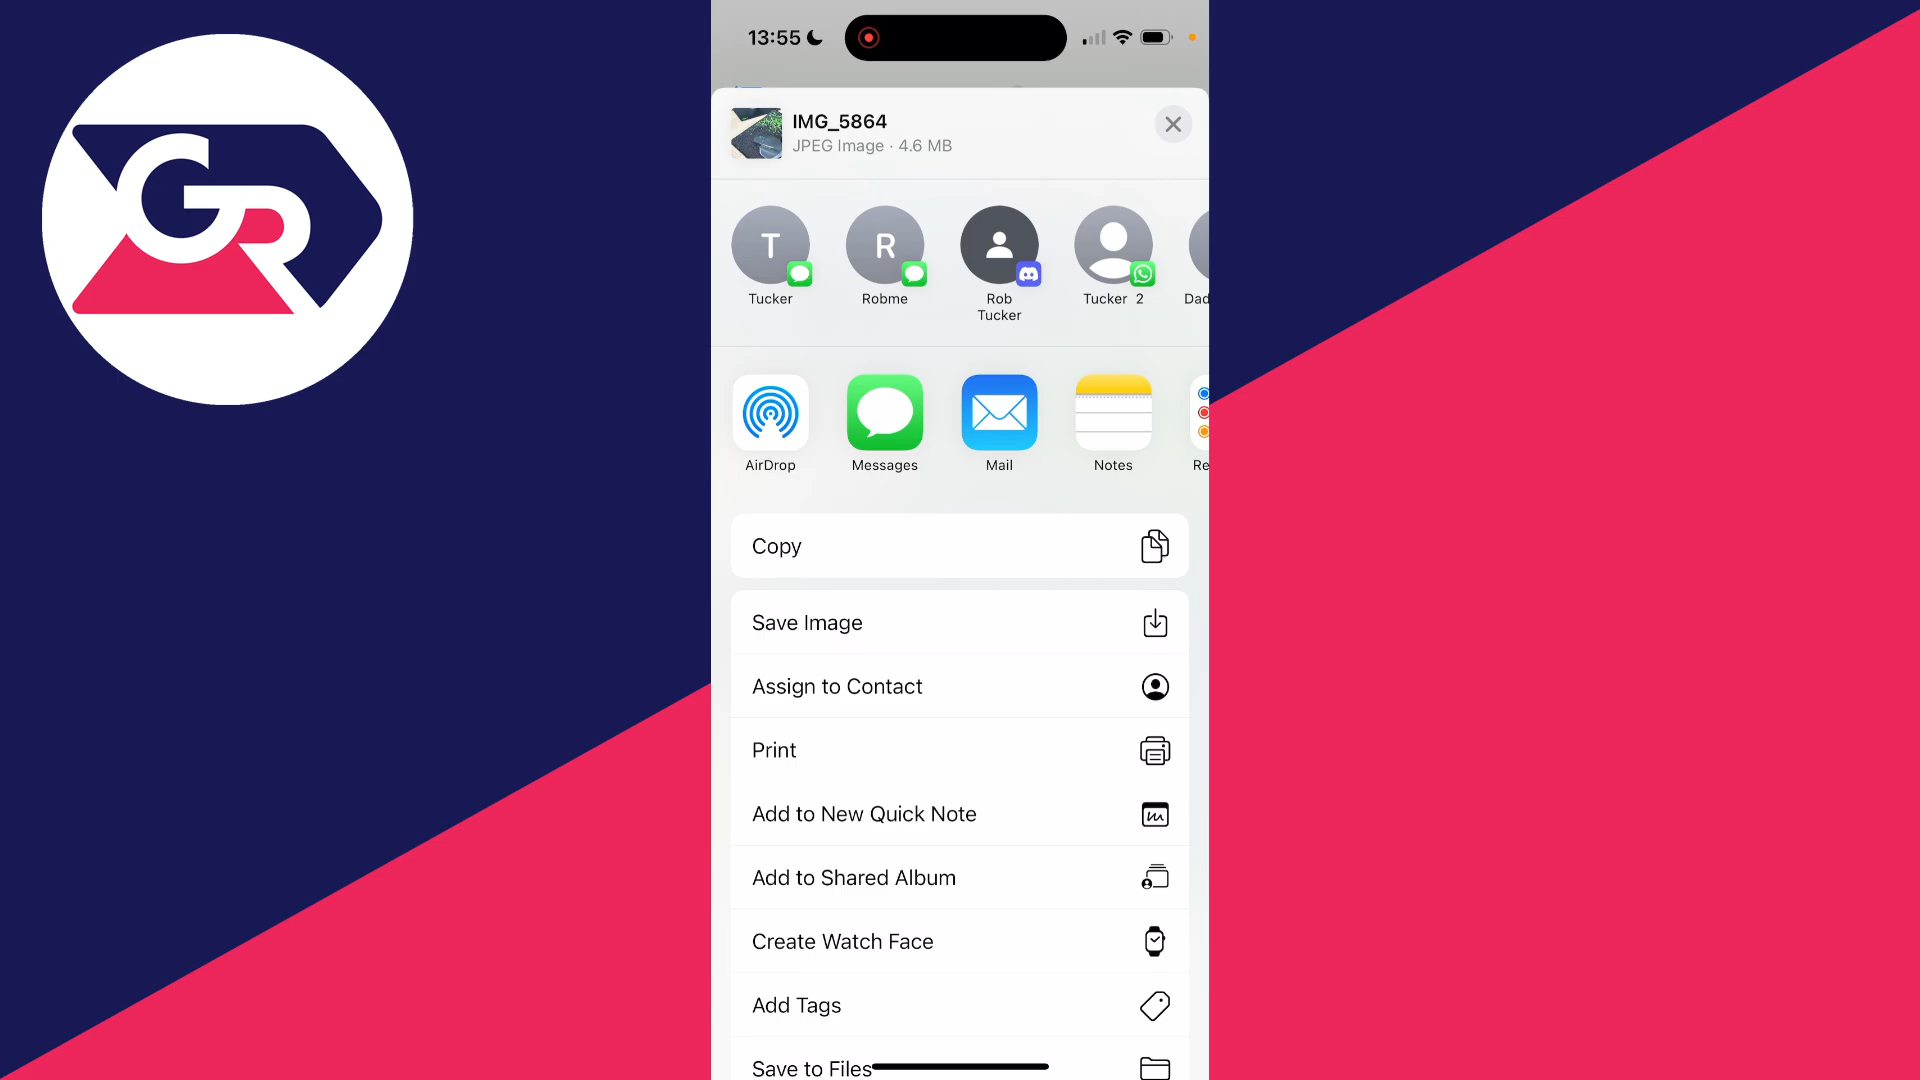 GR
13:55
IMG_5864
JPEG Image · 4.6 MB
T
R
Tucker
Robme
Rob
Tucker
Tucker 2
Dad
AirDrop
Messages
Mail
Notes
Re
Copy
Save Image
Assign to Contact
Print
Add to New Quick Note
Add to Shared Album
Create Watch Face
Add Tags
Save to Files